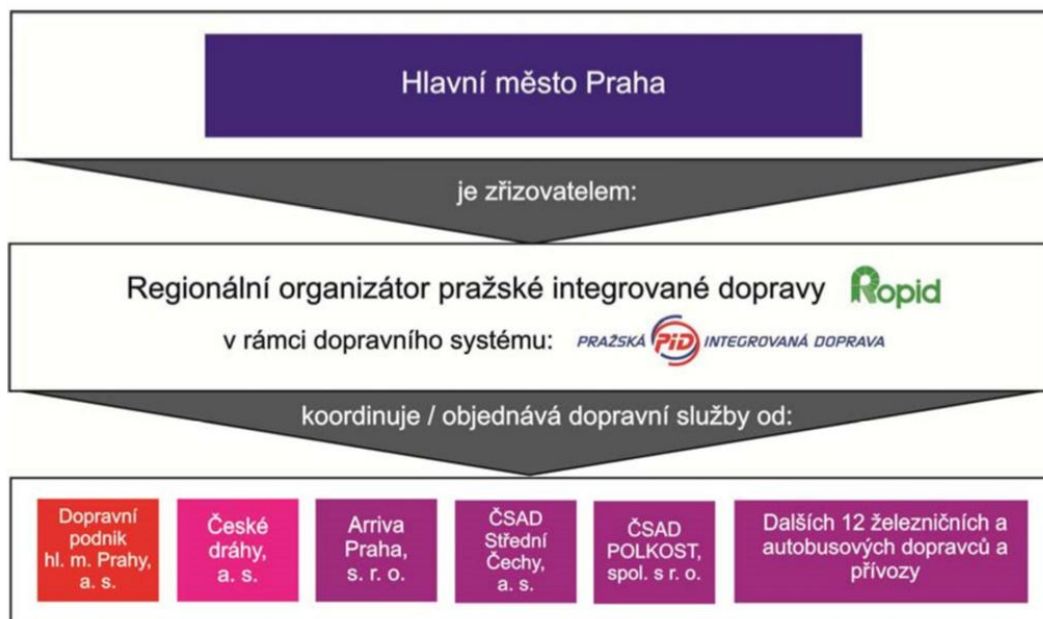 Hlavní město Praha
je zřizovatelem:
Regionální organizátor pražské integrované dopravy Ropid
v rámci dopravního systému: PRAŽSKÁ PID INTEGROVANÁ DOPRAVA
koordinuje / objednává dopravní služby od:
Dopravní
podnik
hl. m. Prahy,
a. s.
České
dráhy,
a. s.
Arriva
Praha,
s. r. o.
ČSAD
Střední
Čechy,
a. s.
ČSAD
POLKOST,
spol. s r. o.
Dalších 12 železničních a
autobusových dopravců a
přívozy